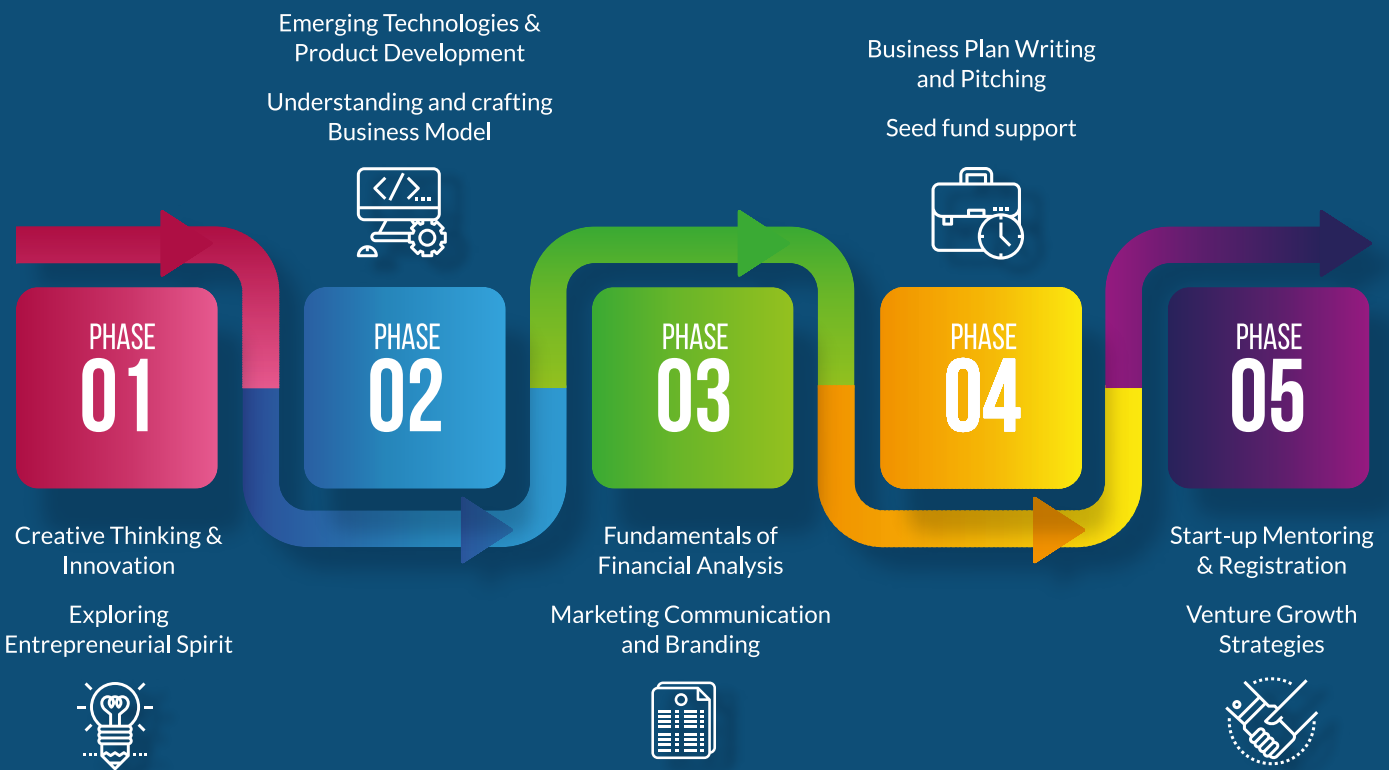 PHASE
01
Creative Thinking &
Innovation
Exploring
Entrepreneurial Spirit
Emerging Technologies &
Product Development
Understanding and crafting
Business Model
</>...
PHASE
02
PHASE
03
Fundamentals of
Financial Analysis
Marketing Communication
and Branding
Business Plan Writing
and Pitching
Seed fund support
PHASE
04
PHASE
05
Start-up Mentoring
& Registration
Venture Growth
Strategies